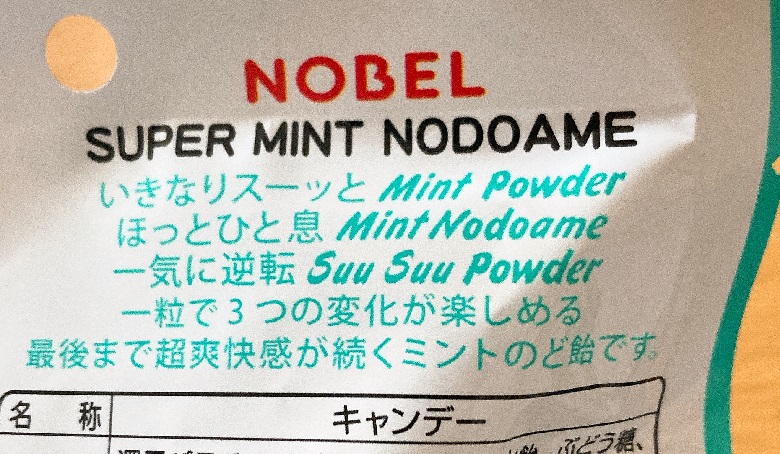 NOBEL
SUPER MINT NODOAME
いきなりスーッと Mint Powder
ほっとひと息 Mint Nodoame
一気に逆転 Suu Suu Powder
一粒で3つの変化が楽しめる
最後まで超爽快感が続くミントのど飴です。
名 称 キャンデー
ぶどう糖、